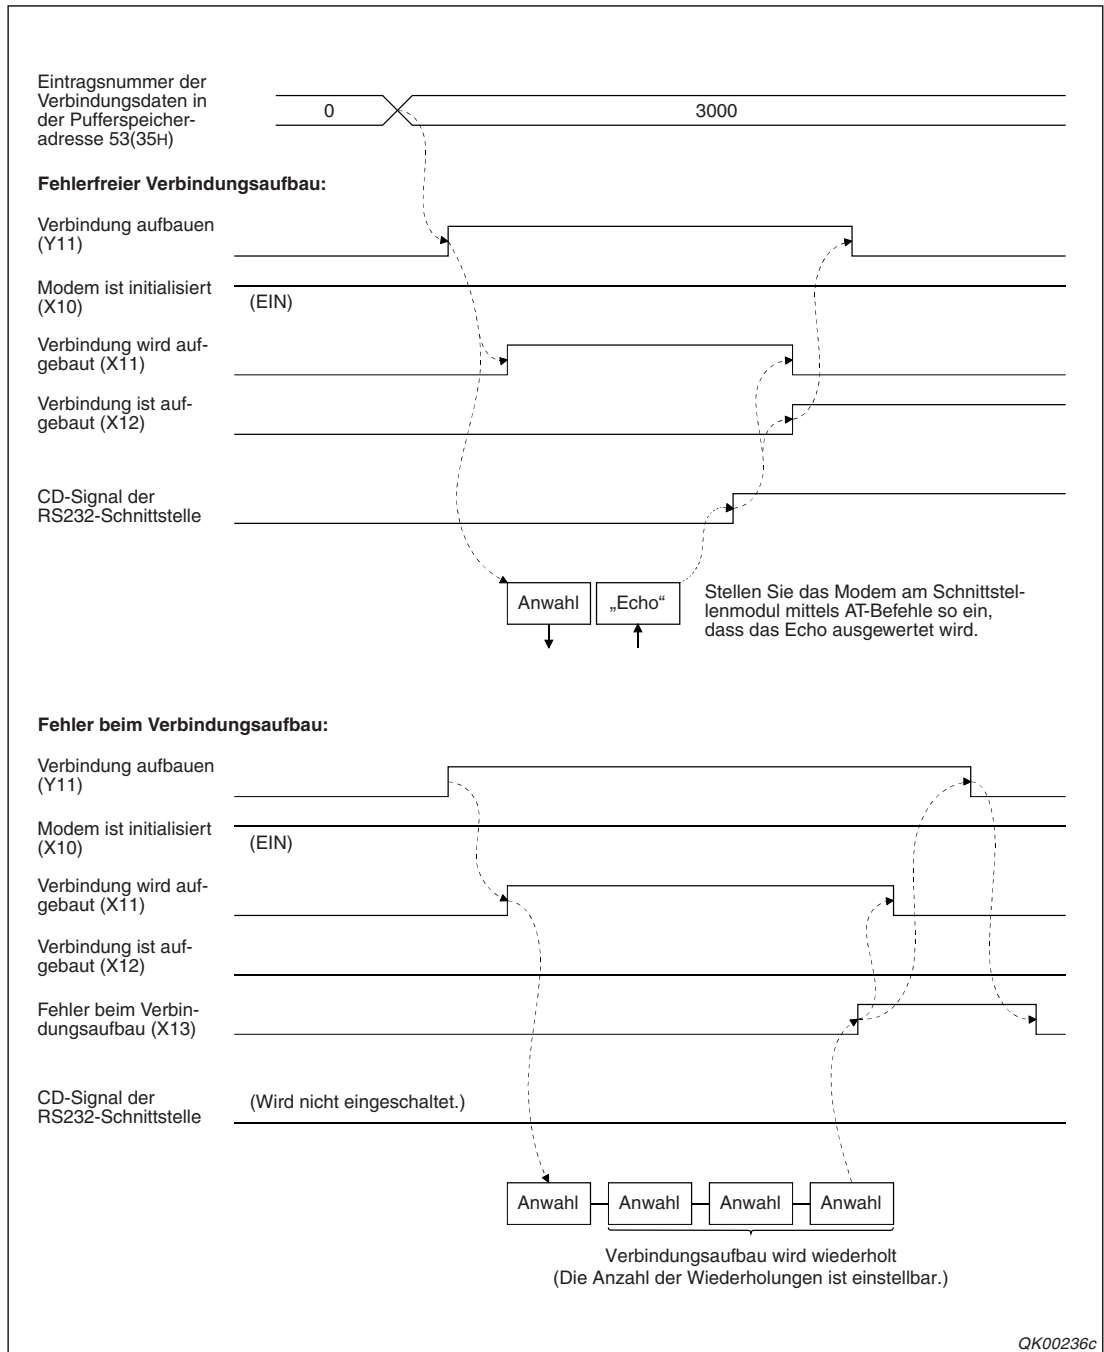 Eintragsnummer der
Verbindungsdaten in
der Pufferspeicher-
adresse 53(35H)
0
3000
Fehlerfreier Verbindungsaufbau:
Verbindung aufbauen
(Y11)
Modem ist initialisiert
(X10)
(EIN)
Verbindung wird auf-
gebaut (X11)
Verbindung ist auf-
gebaut (X12)
CD-Signal der
RS232-Schnittstelle
Anwahl
„Echo“
Stellen Sie das Modem am Schnittstel-
lenmodul mittels AT-Befehle so ein,
dass das Echo ausgewertet wird.
Fehler beim Verbindungsaufbau:
Verbindung aufbauen
(Y11)
Modem ist initialisiert
(X10)
(EIN)
Verbindung wird auf-
gebaut (X11)
Verbindung ist auf-
gebaut (X12)
Fehler beim Verbin-
dungsaufbau (X13)
CD-Signal der
RS232-Schnittstelle
(Wird nicht eingeschaltet.)
Anwahl
Anwahl
Anwahl
Anwahl
Verbindungsaufbau wird wiederholt
(Die Anzahl der Wiederholungen ist einstellbar.)
QK00236c